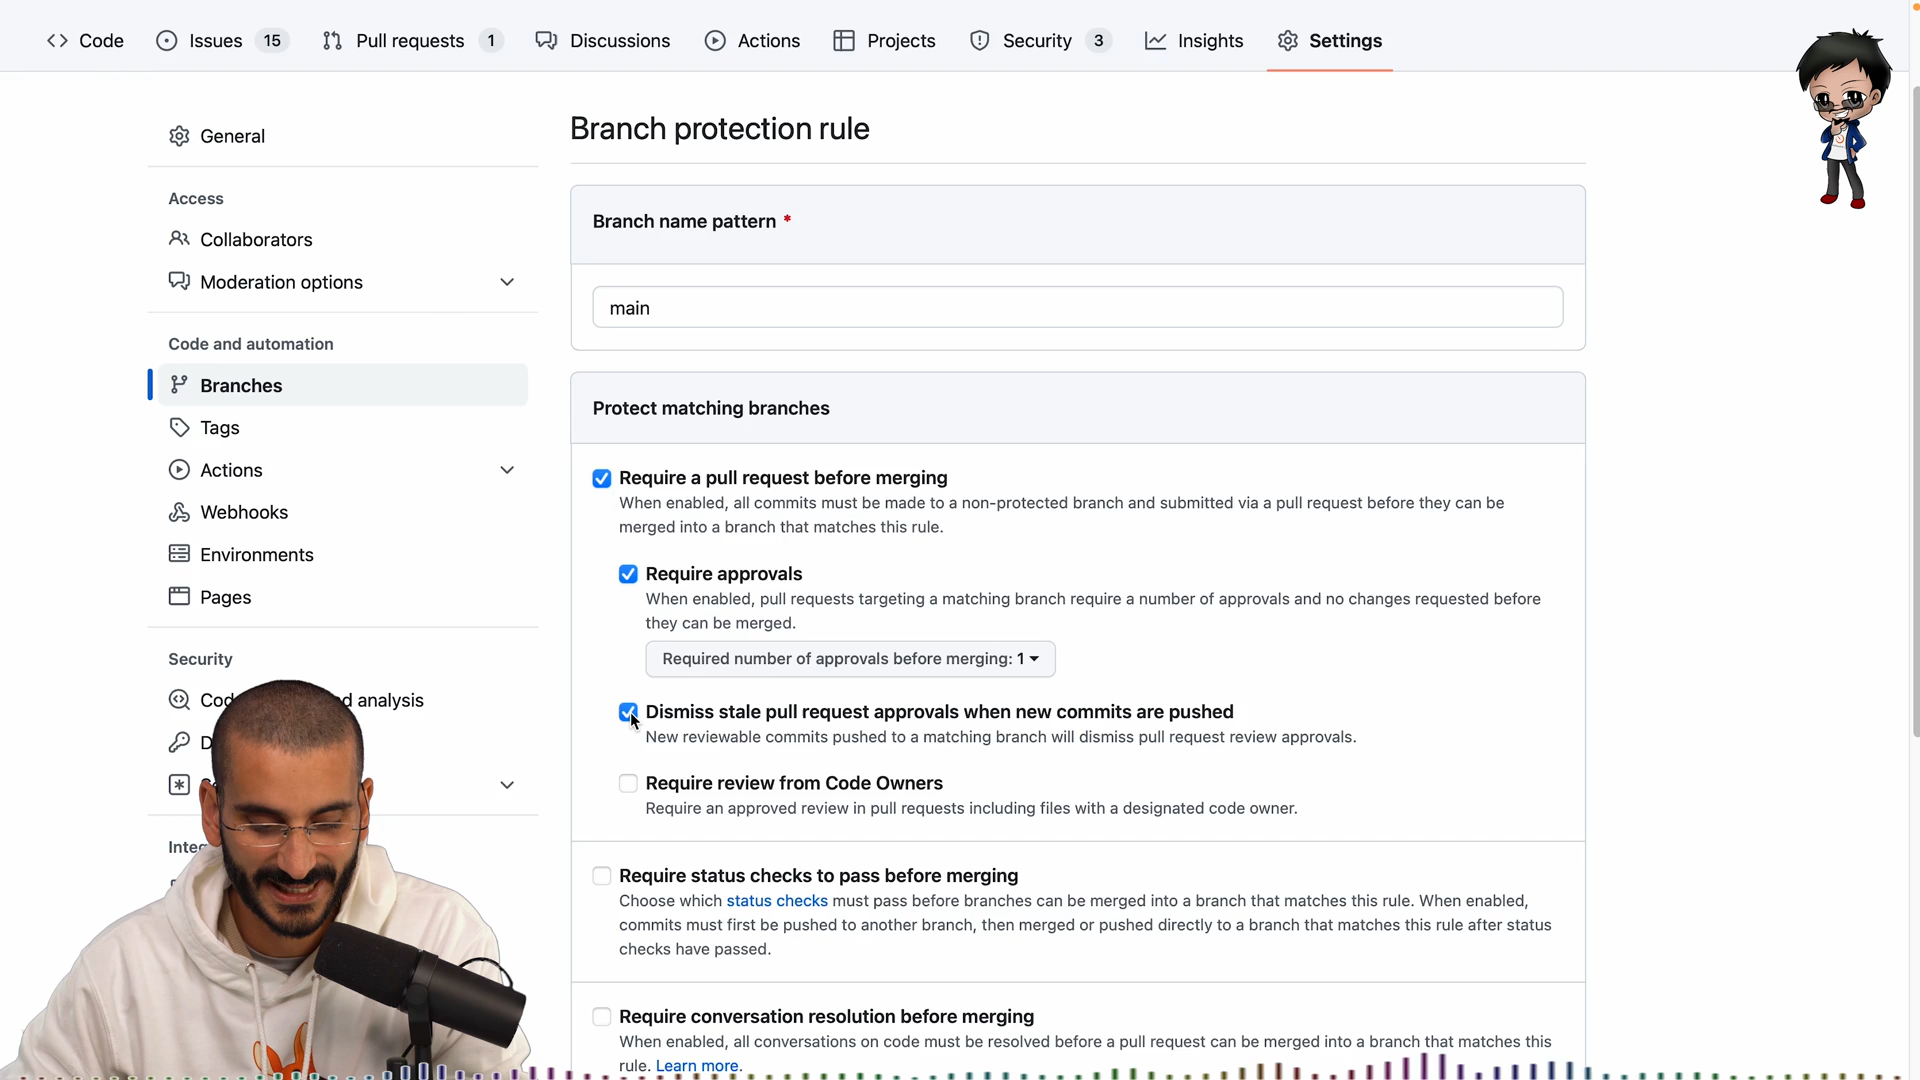 Code
Issues 15
Pull requests 1
Discussions
Actions
Projects
Security 3
Insights
Settings
General
Access
Collaborators
Moderation options
Code and automation
Branches
Tags
Actions
Webhooks
Environments
Pages
Security
d analysis
Branch protection rule
Branch name pattern *
main
Protect matching branches
Require a pull request before merging
When enabled, all commits must be made to a non-protected branch and submitted via a pull request before they can be
merged into a branch that matches this rule.
Require approvals
When enabled, pull requests targeting a matching branch require a number of approvals and no changes requested before
they can be merged.
Required number of approvals before merging: 1
Dismiss stale pull request approvals when new commits are pushed
New reviewable commits pushed to a matching branch will dismiss pull request review approvals.
Require review from Code Owners
Require an approved review in pull requests including files with a designated code owner.
Require status checks to pass before merging
Choose which status checks must pass before branches can be merged into a branch that matches this rule. When enabled,
commits must first be pushed to another branch, then merged or pushed directly to a branch that matches this rule after status
checks have passed.
Require conversation resolution before merging
When enabled, all conversations on code must be resolved before a pull request can be merged into a branch that matches this
rule. Learn more.